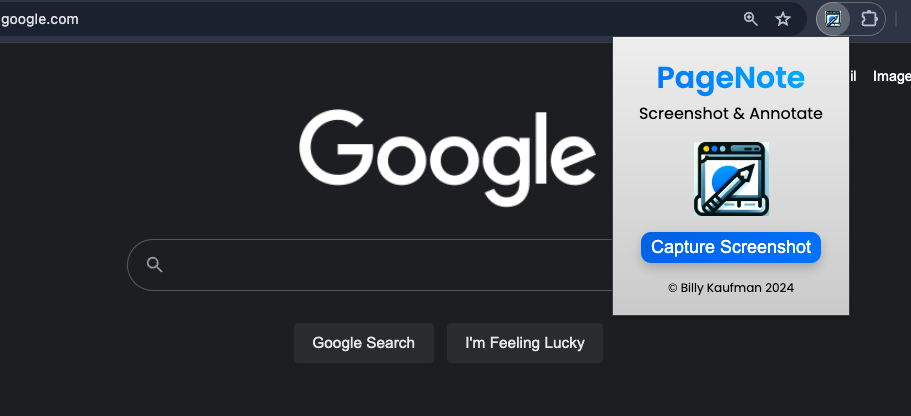 google.com
il Image
PageNote
Screenshot & Annotate
Google
Capture Screenshot
© Billy Kaufman 2024
Google Search
I'm Feeling Lucky